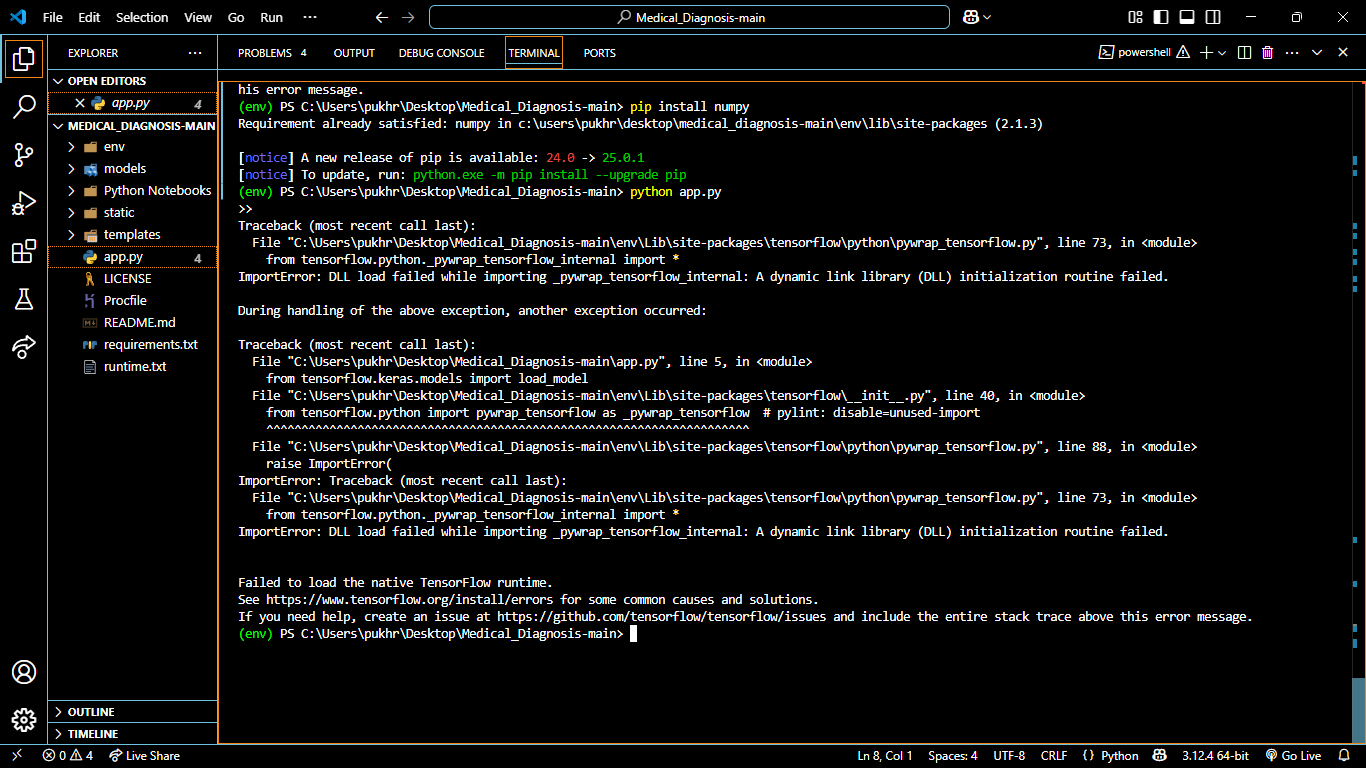 File Edit Selection View Go Run ··· Medical_Diagnosis-main
EXPLORER ···
OPEN EDITORS
app.py 4
MEDICAL_DIAGNOSIS-MAIN
env
models
Python Notebooks
static
templates
app.py 4
LICENSE
Procfile
README.md
requirements.txt
runtime.txt
OUTLINE
TIMELINE
PROBLEMS 4 OUTPUT DEBUG CONSOLE TERMINAL PORTS powershell ···
his error message.
(env) PS C:\Users\pukhr\Desktop\Medical_Diagnosis-main> pip install numpy
Requirement already satisfied: numpy in c:\users\pukhr\desktop\medical_diagnosis-main\env\lib\site-packages (2.1.3)
[notice] A new release of pip is available: 24.0 -> 25.0.1
[notice] To update, run: python.exe -m pip install --upgrade pip
(env) PS C:\Users\pukhr\Desktop\Medical_Diagnosis-main> python app.py
>>
Traceback (most recent call last):
File "C:\Users\pukhr\Desktop\Medical_Diagnosis-main\env\Lib\site-packages\tensorflow\python\pywrap_tensorflow.py", line 73, in <module>
from tensorflow.python._pywrap_tensorflow_internal import *
ImportError: DLL load failed while importing _pywrap_tensorflow_internal: A dynamic link library (DLL) initialization routine failed.
During handling of the above exception, another exception occurred:
Traceback (most recent call last):
File "C:\Users\pukhr\Desktop\Medical_Diagnosis-main\app.py", line 5, in <module>
from tensorflow.keras.models import load_model
File "C:\Users\pukhr\Desktop\Medical_Diagnosis-main\env\Lib\site-packages\tensorflow\__init__.py", line 40, in <module>
from tensorflow.python import pywrap_tensorflow as _pywrap_tensorflow  # pylint: disable=unused-import
^^^^^^^^^^^^^^^^^^^^^^^^^^^^^^^^^^^^^^^^^^^^^^^^^^^^^^^^^^^^^^^^^^^^^
File "C:\Users\pukhr\Desktop\Medical_Diagnosis-main\env\Lib\site-packages\tensorflow\python\pywrap_tensorflow.py", line 88, in <module>
raise ImportError(
ImportError: Traceback (most recent call last):
File "C:\Users\pukhr\Desktop\Medical_Diagnosis-main\env\Lib\site-packages\tensorflow\python\pywrap_tensorflow.py", line 73, in <module>
from tensorflow.python._pywrap_tensorflow_internal import *
ImportError: DLL load failed while importing _pywrap_tensorflow_internal: A dynamic link library (DLL) initialization routine failed.
Failed to load the native TensorFlow runtime.
See https://www.tensorflow.org/install/errors for some common causes and solutions.
If you need help, create an issue at https://github.com/tensorflow/tensorflow/issues and include the entire stack trace above this error message.
(env) PS C:\Users\pukhr\Desktop\Medical_Diagnosis-main>
0 4 Live Share Ln 8, Col 1 Spaces: 4 UTF-8 CRLF {} Python 3.12.4 64-bit Go Live